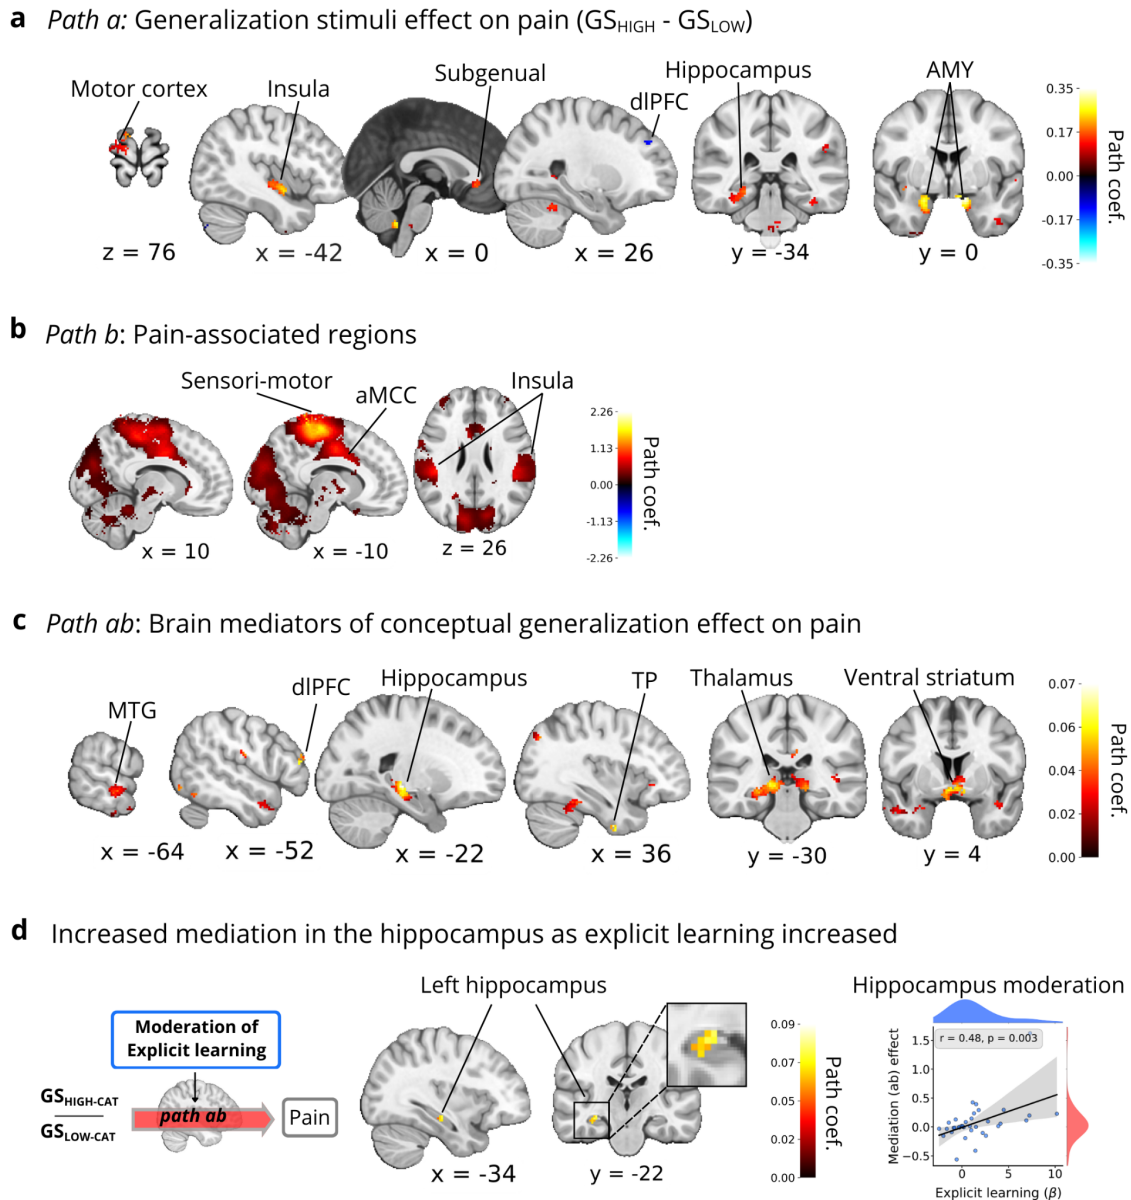 a Path a: Generalization stimuli effect on pain (GSHIGH - GSLOW)
Motor cortex
Insula
Subgenual
dlPFC
Hippocampus
AMY
0.35
0.17
0.00
-0.17
-0.35
Path coef.
z = 76
x = -42
x = 0
x = 26
y = -34
y = 0
b Path b: Pain-associated regions
Sensori-motor
aMCC
Insula
2.26
1.13
0.00
-1.13
-2.26
Path coef.
x = 10
x = -10
z = 26
c Path ab: Brain mediators of conceptual generalization effect on pain
MTG
dlPFC
Hippocampus
TP
Thalamus
Ventral striatum
0.07
0.06
0.04
0.02
0.00
Path coef.
x = -64
x = -52
x = -22
x = 36
y = -30
y = 4
d Increased mediation in the hippocampus as explicit learning increased
Moderation of
Explicit learning
GSHIGH-CAT
GSLOW-CAT
path ab
Pain
Left hippocampus
x = -34
y = -22
0.09
0.07
0.05
0.02
0.00
Path coef.
Hippocampus moderation
r = 0.48, p = 0.003
Mediation (ab) effect
1.5
1.0
0.5
0.0
−0.5
0
5
10
Explicit learning (β)